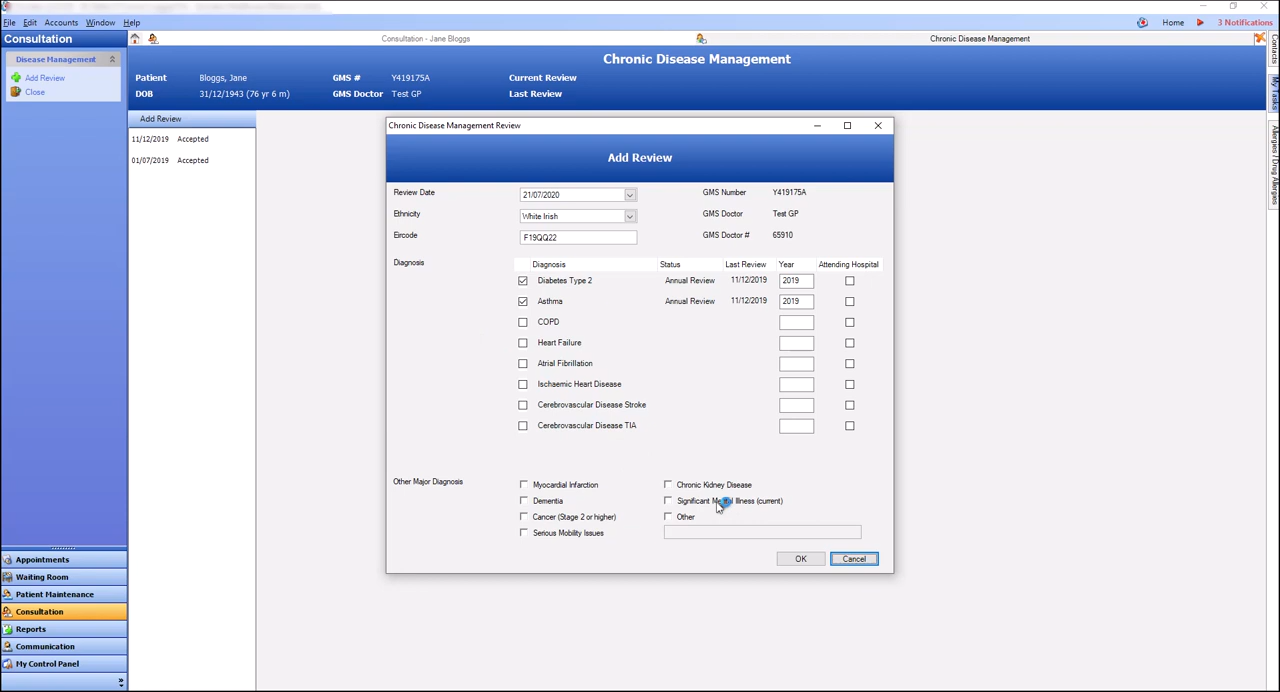 File Edit Accounts Window Help Home 3 Notifications
Consultation Consultation - Jane Bloggs Chronic Disease Management
Disease Management
Add Review
Close
Chronic Disease Management
Patient Bloggs, Jane GMS # Y419175A Current Review
DOB 31/12/1943 (76 yr 6 m) GMS Doctor Test GP Last Review
Contacts
My Tasks
Allergies / Drug Allergies
Add Review
11/12/2019 Accepted
01/07/2019 Accepted
Chronic Disease Management Review
Add Review
Review Date 21/07/2020 GMS Number Y419175A
Ethnicity White Irish GMS Doctor Test GP
Eircode F19QQ22 GMS Doctor # 65910
Diagnosis Diagnosis Status Last Review Year Attending Hospital
Diabetes Type 2 Annual Review 11/12/2019 2019
Asthma Annual Review 11/12/2019 2019
COPD
Heart Failure
Atrial Fibrillation
Ischaemic Heart Disease
Cerebrovascular Disease Stroke
Cerebrovascular Disease TIA
Other Major Diagnosis Myocardial Infarction Chronic Kidney Disease
Dementia Significant Mental Illness (current)
Cancer (Stage 2 or higher) Other
Serious Mobility Issues
OK Cancel
Appointments
Waiting Room
Patient Maintenance
Consultation
Reports
Communication
My Control Panel